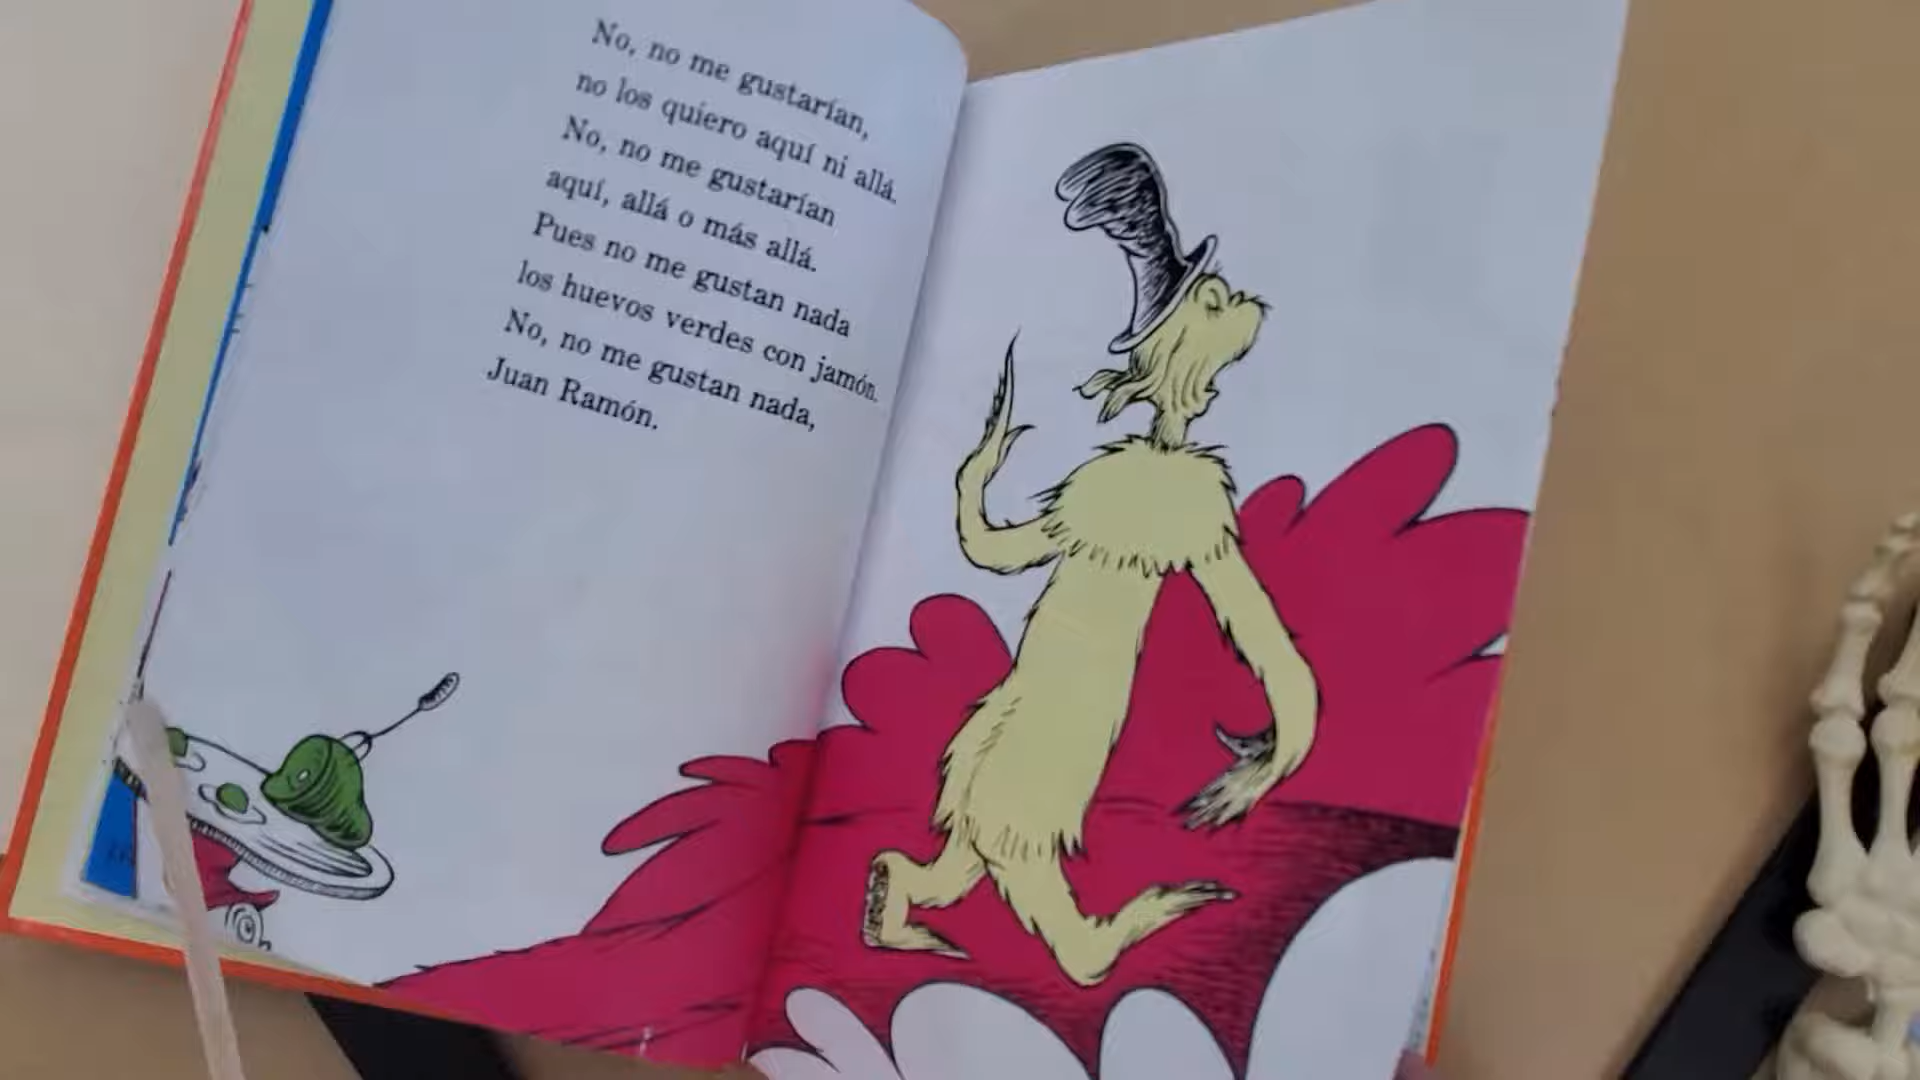 No, no me gustarían,
no los quiero aquí ni allá.
No, no me gustarían
aquí, allá o más allá.
Pues no me gustan nada
los huevos verdes con jamón.
No, no me gustan nada,
Juan Ramón.